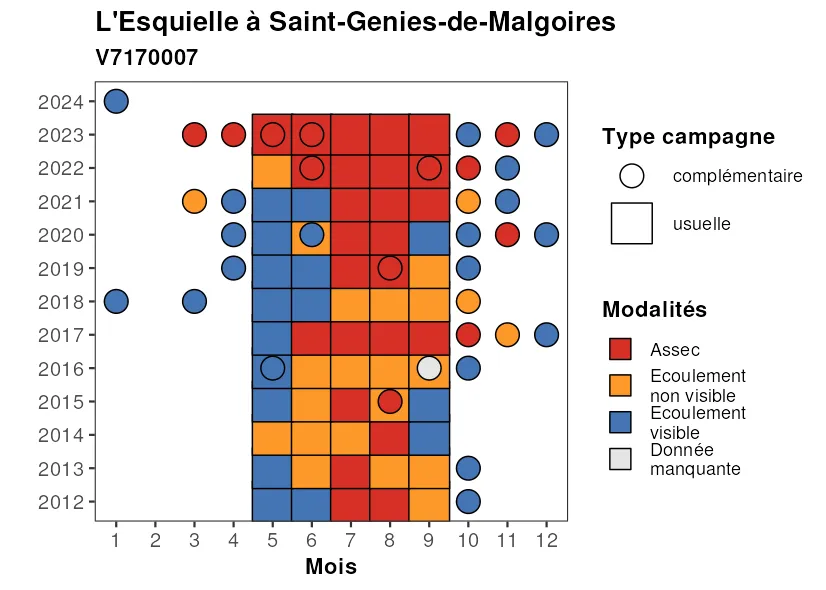 L'Esquielle à Saint-Genies-de-Malgoires
V7170007
2024
2023
2022
2021
2020
2019
2018
2017
2016
2015
2014
2013
2012
1 2 3 4 5 6 7 8 9 10 11 12
Mois
Type campagne
complémentaire
usuelle
Modalités
Assec
Ecoulement
non visible
Ecoulement
visible
Donnée
manquante